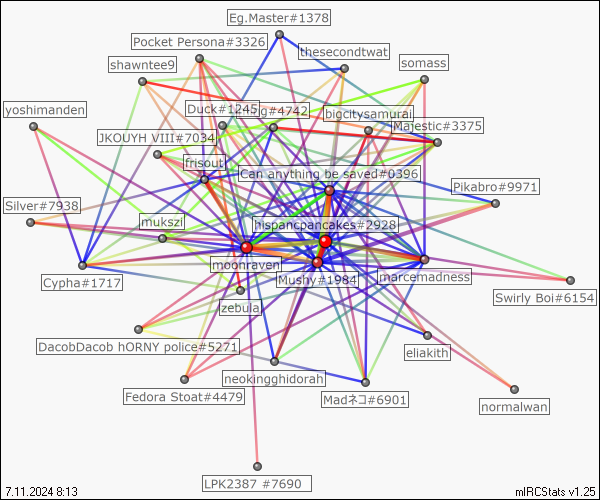 Eg.Master#1378
Pocket Persona#3326
thesecondtwat
somass
shawntee9
yoshimanden
Duck#1245
g#4742
bigcitysamurai
Majestic#3375
JKOUYH VIII#7034
frisout
Can anything be saved#0396
Pikabro#9971
Silver#7938
mukszi
hispancpancakes#2928
moonraven
Mushy#1984
marcemadness
Cypha#1717
Swirly Boi#6154
zebula
DacobDacob hORNY police#5271
eliakith
neokingghidorah
Fedora Stoat#4479
Madネコ#6901
normalwan
LPK2387 #7690
7.11.2024 8:13
mIRCStats v1.25